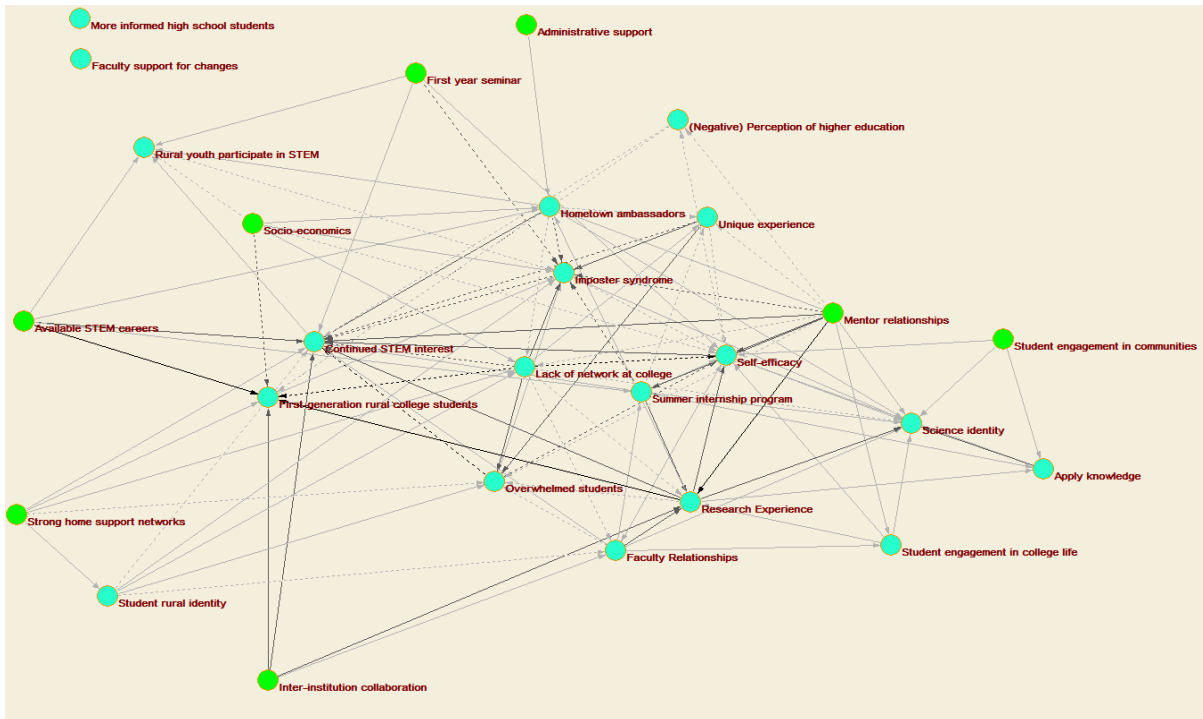 More informed high school students
Administrative support
Faculty support for changes
First year seminar
(Negative) Perception of higher education
Rural youth participate in STEM
Hometown ambassadors
Unique experience
Socio-economics
Imposter syndrome
Available STEM careers
Mentor relationships
Continued STEM interest
Student engagement in communities
Self-efficacy
Lack of network at college
First-generation rural college students
Summer internship program
Science identity
Apply knowledge
Overwhelmed students
Research Experience
Strong home support networks
Faculty Relationships
Student engagement in college life
Student rural identity
Inter-institution collaboration